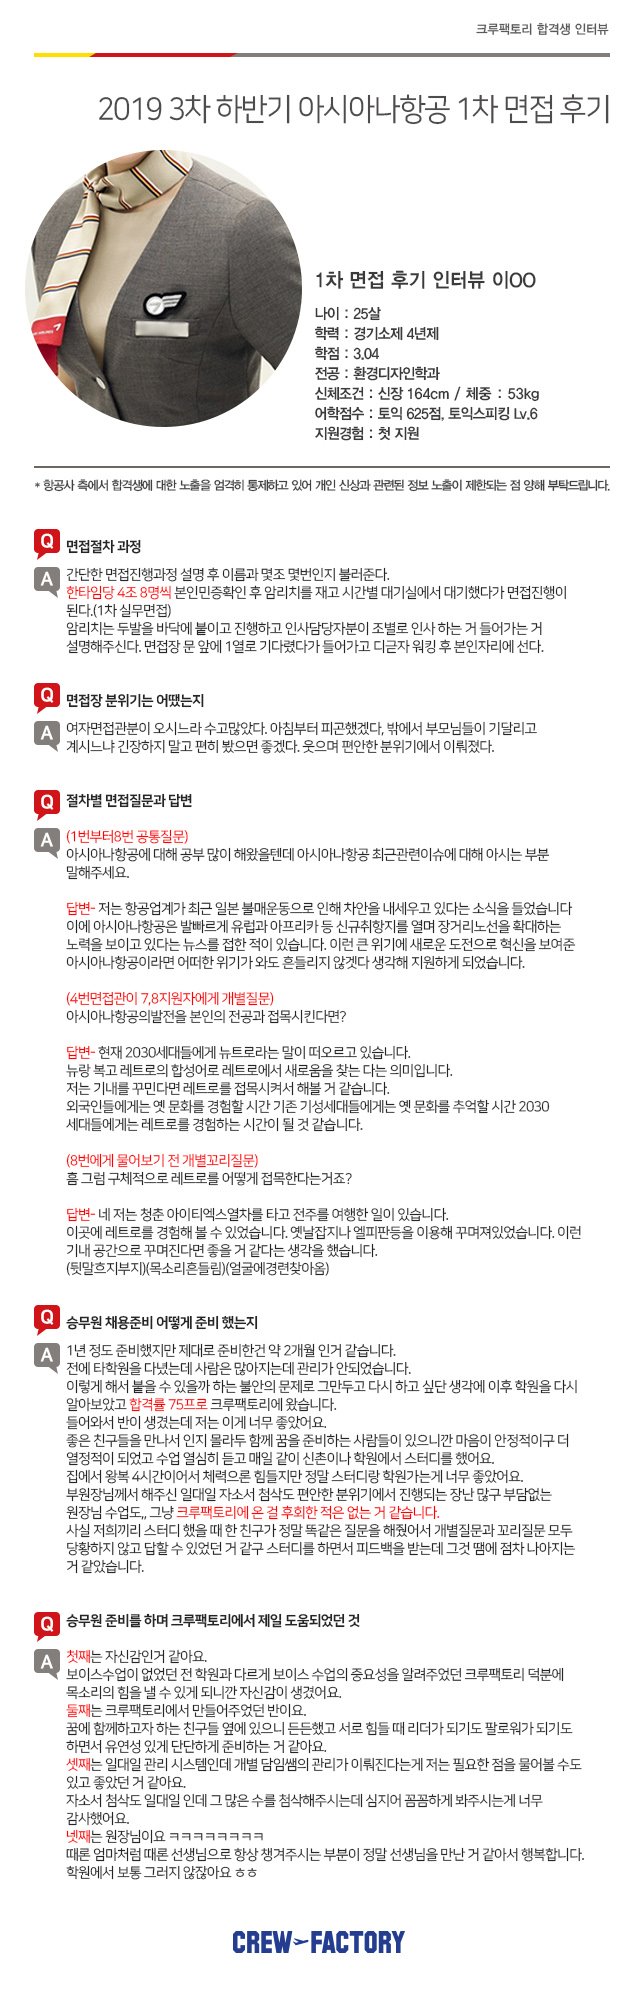 크루팩토리 합격생 인터뷰
2019 3차 하반기 아시아나항공 1차 면접 후기
1차 면접 후기 인터뷰 이OO
나이 : 25살
학력 : 경기소제 4년제
학점 : 3.04
전공 : 환경디자인학과
신체조건 : 신장 164cm / 체중 : 53kg
어학점수 : 토익 625점, 토익스피킹 Lv.6
지원경험 : 첫 지원
* 항공사 측에서 합격생에 대한 노출을 엄격히 통제하고 있어 개인 신상과 관련된 정보 노출이 제한되는 점 양해 부탁드립니다.
Q 면접절차 과정
A 간단한 면접진행과정 설명 후 이름과 몇조 몇번인지 불러준다.
한타임당 4조 8명씩 본인민증확인 후 암리치를 재고 시간별 대기실에서 대기했다가 면접진행이
된다.(1차 실무면접)
암리치는 두발을 바닥에 붙이고 진행하고 인사담당자분이 조별로 인사 하는 거 들어가는 거
설명해주신다. 면접장 문 앞에 1열로 기다렸다가 들어가고 디귿자 워킹 후 본인자리에 선다.
Q 면접장 분위기는 어땠는지
A 여자면접관분이 오시느라 수고많았다. 아침부터 피곤했겠다, 밖에서 부모님들이 기달리고
계시느냐 긴장하지 말고 편히 봤으면 좋겠다. 웃으며 편안한 분위기에서 이뤄졌다.
Q 절차별 면접질문과 답변
A (1번부터8번 공통질문)
아시아나항공에 대해 공부 많이 해왔을텐데 아시아나항공 최근관련이슈에 대해 아시는 부분
말해주세요.
답변- 저는 항공업계가 최근 일본 불매운동으로 인해 차안을 내세우고 있다는 소식을 들었습니다
이에 아시아나항공은 발빠르게 유럽과 아프리카 등 신규취항지를 열며 장거리노선을 확대하는
노력을 보이고 있다는 뉴스를 접한 적이 있습니다. 이런 큰 위기에 새로운 도전으로 혁신을 보여준
아시아나항공이라면 어떠한 위기가 와도 흔들리지 않겠다 생각해 지원하게 되었습니다.
(4번면접관이 7,8지원자에게 개별질문)
아시아나항공의발전을 본인의 전공과 접목시킨다면?
답변- 현재 2030세대들에게 뉴트로라는 말이 떠오르고 있습니다.
뉴랑 복고 레트로의 합성어로 레트로에서 새로움을 찾는 다는 의미입니다.
저는 기내를 꾸민다면 레트로를 접목시켜서 해볼 거 같습니다.
외국인들에게는 옛 문화를 경험할 시간 기존 기성세대들에게는 옛 문화를 추억할 시간 2030
세대들에게는 레트로를 경험하는 시간이 될 것 같습니다.
(8번에게 물어보기 전 개별꼬리질문)
흠 그럼 구체적으로 레트로를 어떻게 접목한다는거죠?
답변- 네 저는 청춘 아이티엑스열차를 타고 전주를 여행한 일이 있습니다.
이곳에 레트로를 경험해 볼 수 있었습니다. 옛날잡지나 엘피판등을 이용해 꾸며져있었습니다. 이런
기내 공간으로 꾸며진다면 좋을 거 같다는 생각을 했습니다.
(뒷말흐지부지)(목소리흔들림)(얼굴에경련찾아옴)
Q 승무원 채용준비 어떻게 준비 했는지
A 1년 정도 준비했지만 제대로 준비한건 약 2개월 인거 같습니다.
전에 타학원을 다녔는데 사람은 많아지는데 관리가 안되었습니다.
이렇게 해서 붙을 수 있을까 하는 불안의 문제로 그만두고 다시 하고 싶단 생각에 이후 학원을 다시
알아보았고 합격률 75프로 크루팩토리에 왔습니다.
들어와서 반이 생겼는데 저는 이게 너무 좋았어요.
좋은 친구들을 만나서 인지 몰라두 함께 꿈을 준비하는 사람들이 있으니깐 마음이 안정적이구 더
열정적이 되었고 수업 열심히 듣고 매일 같이 신촌이나 학원에서 스터디를 했어요.
집에서 왕복 4시간이어서 체력으론 힘들지만 정말 스터디랑 학원가는게 너무 좋았어요.
부원장님께서 해주신 일대일 자소서 첨삭도 편안한 분위기에서 진행되는 장난 많구 부담없는
원장님 수업도,, 그냥 크루팩토리에 온 걸 후회한 적은 없는 거 같습니다.
사실 저희끼리 스터디 했을 때 한 친구가 정말 똑같은 질문을 해줬어서 개별질문과 꼬리질문 모두
당황하지 않고 답할 수 있었던 거 같구 스터디를 하면서 피드백을 받는데 그것 땜에 점차 나아지는
거 같았습니다.
Q 승무원 준비를 하며 크루팩토리에서 제일 도움되었던 것
A 첫째는 자신감인거 같아요.
보이스수업이 없었던 전 학원과 다르게 보이스 수업의 중요성을 알려주었던 크루팩토리 덕분에
목소리의 힘을 낼 수 있게 되니깐 자신감이 생겼어요.
둘째는 크루팩토리에서 만들어주었던 반이요.
꿈에 함께하고자 하는 친구들 옆에 있으니 든든했고 서로 힘들 때 리더가 되기도 팔로워가 되기도
하면서 유연성 있게 단단하게 준비하는 거 같아요.
셋째는 일대일 관리 시스템인데 개별 담임쌤의 관리가 이뤄진다는게 저는 필요한 점을 물어볼 수도
있고 좋았던 거 같아요.
자소서 첨삭도 일대일 인데 그 많은 수를 첨삭해주시는데 심지어 꼼꼼하게 봐주시는게 너무
감사했어요.
넷째는 원장님이요 ㅋㅋㅋㅋㅋㅋㅋㅋ
때론 엄마처럼 때론 선생님으로 항상 챙겨주시는 부분이 정말 선생님을 만난 거 같아서 행복합니다.
학원에서 보통 그러지 않잖아요 ㅎㅎ
CREW FACTORY